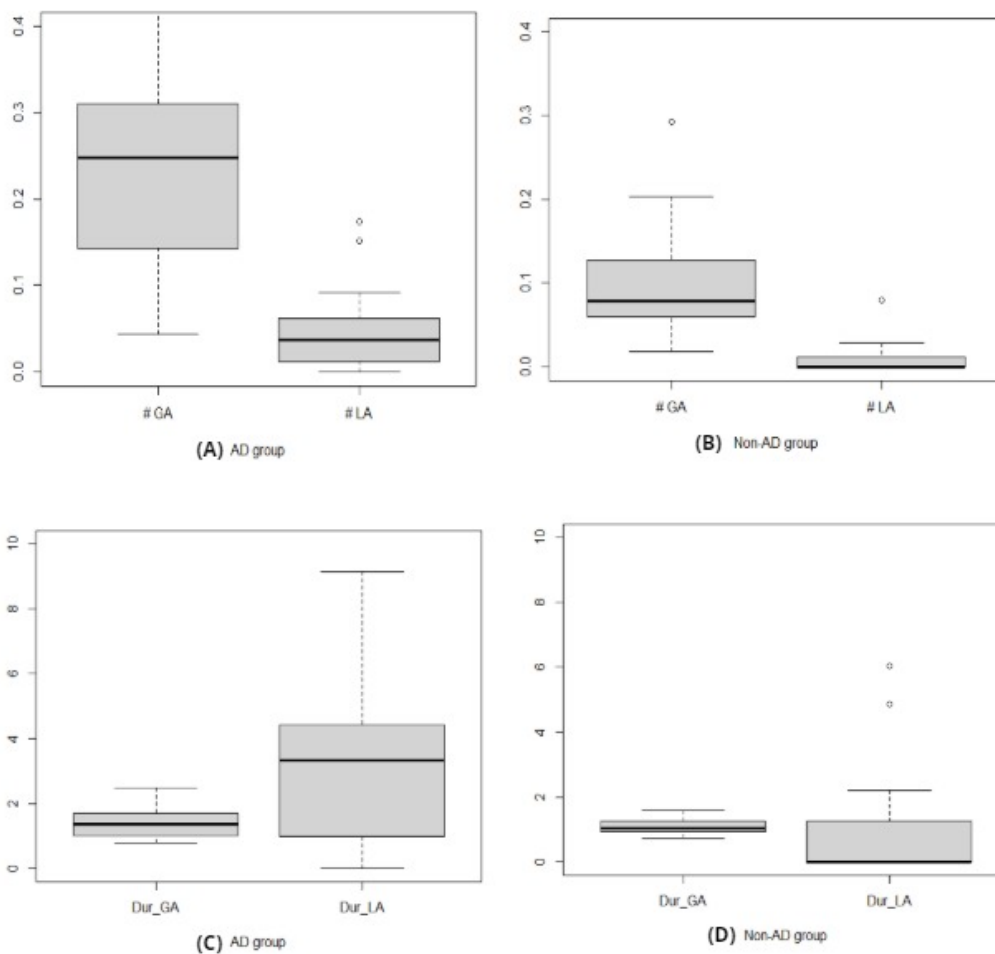 0.4
0.3
0.2
0.1
0.0
# GA # LA
(A) AD group
0.4
0.3
0.2
0.1
0.0
# GA # LA
(B) Non-AD group
10
8
6
4
2
0
Dur_GA Dur_LA
(C) AD group
10
8
6
4
2
0
Dur_GA Dur_LA
(D) Non-AD group